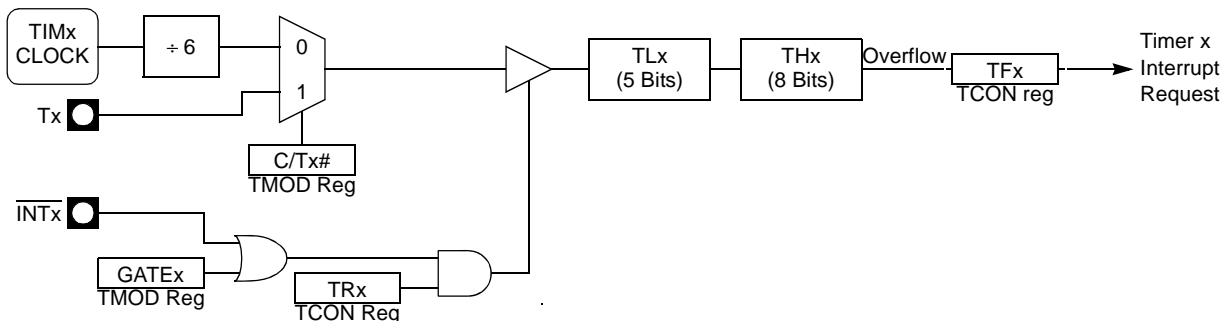 TIMx
CLOCK
÷ 6
0
1
Tx
C/Tx#
TMOD Reg
TLx
(5 Bits)
THx
(8 Bits)
Overflow
TFx
TCON reg
Timer x
Interrupt
Request
INTx
GATEx
TMOD Reg
TRx
TCON Reg